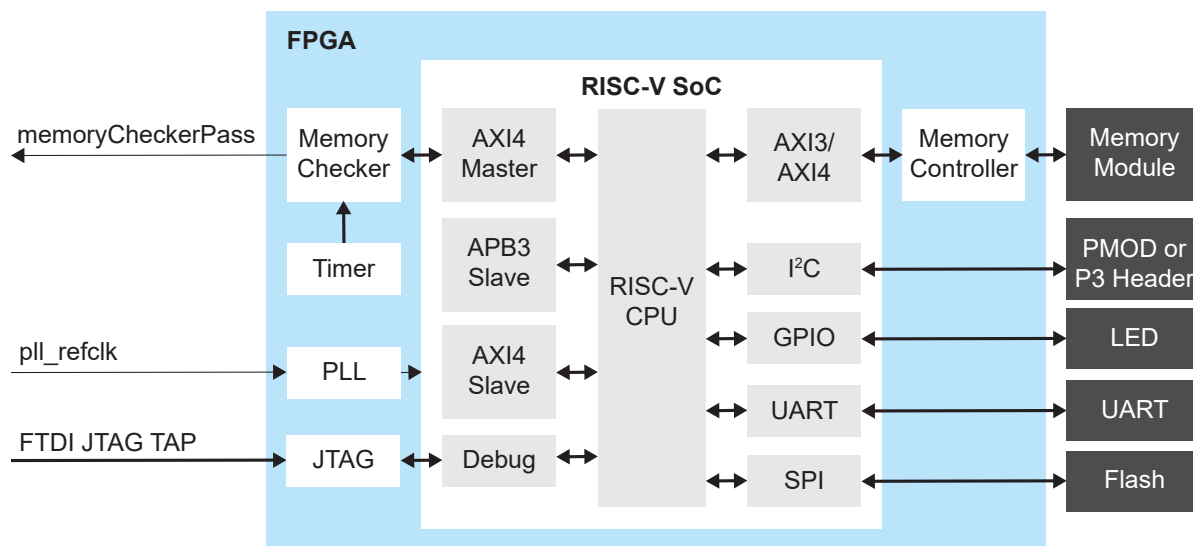 FPGA
RISC-V SoC
memoryCheckerPass
Memory
Checker
AXI4
Master
AXI3/
AXI4
Memory
Controller
Memory
Module
Timer
APB3
Slave
RISC-V
CPU
I²C
PMOD or
P3 Header
GPIO
LED
pll_refclk
PLL
AXI4
Slave
UART
UART
FTDI JTAG TAP
JTAG
Debug
SPI
Flash